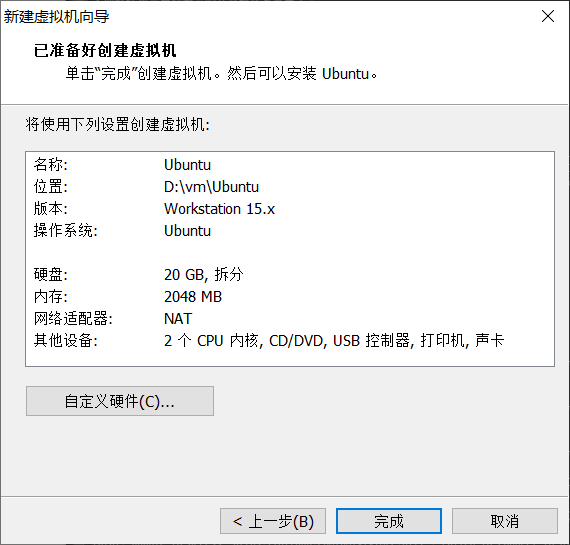 新建虚拟机向导
已准备好创建虚拟机
单击“完成”创建虚拟机。然后可以安装 Ubuntu。
将使用下列设置创建虚拟机:
名称: Ubuntu
位置: D:\vm\Ubuntu
版本: Workstation 15.x
操作系统: Ubuntu
硬盘: 20 GB, 拆分
内存: 2048 MB
网络适配器: NAT
其他设备: 2 个 CPU 内核, CD/DVD, USB 控制器, 打印机, 声卡
自定义硬件(C)...
< 上一步(B) 完成 取消